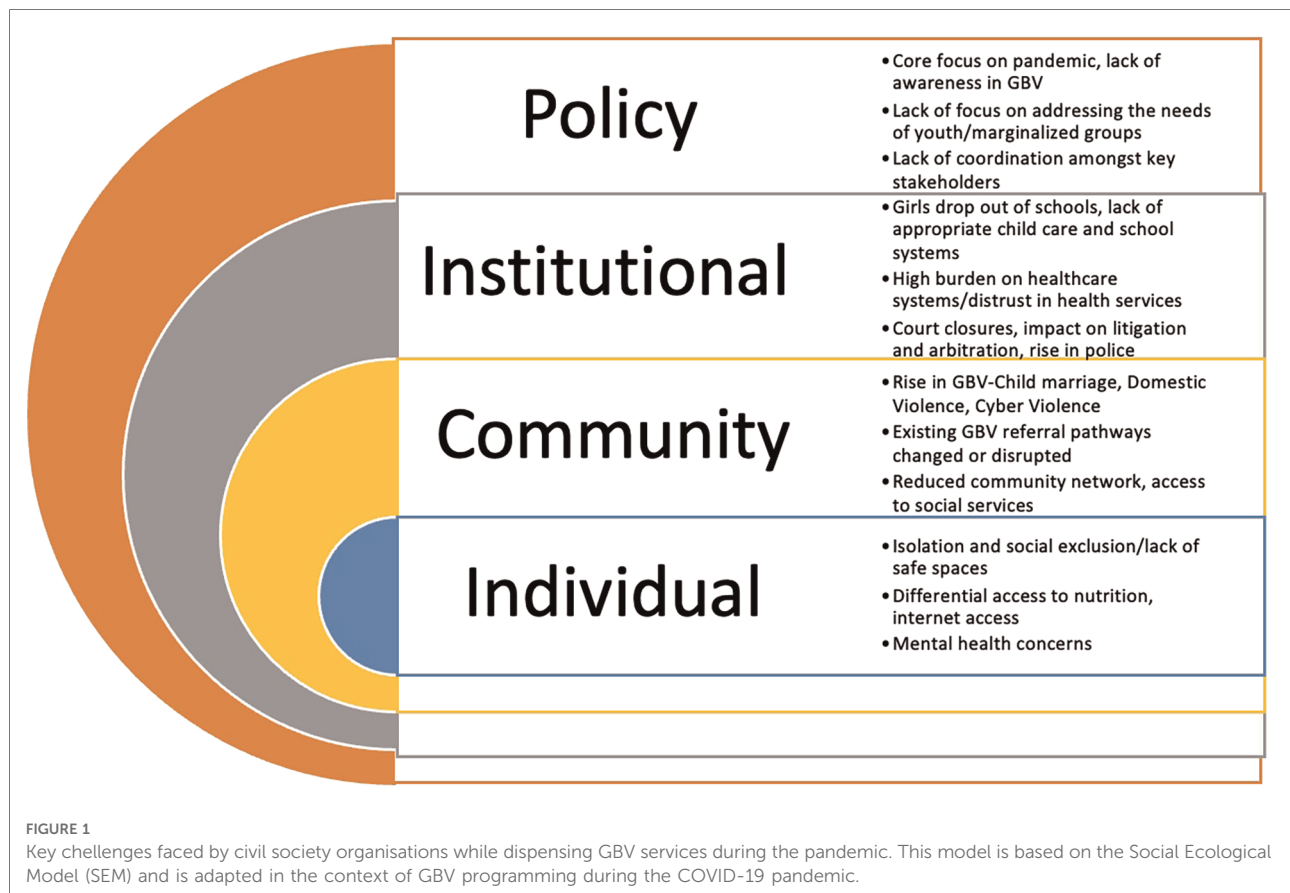 Policy
•Core focus on pandemic, lack of
awareness in GBV
•Lack of focus on addressing the needs
of youth/marginalized groups
•Lack of coordination amongst key
stakeholders
Institutional
•Girls drop out of schools, lack of
appropriate child care and school
systems
•High burden on healthcare
systems/distrust in health services
•Court closures, impact on litigation
and arbitration, rise in police
Community
•Rise in GBV-Child marriage, Domestic
Violence, Cyber Violence
•Existing GBV referral pathways
changed or disrupted
•Reduced community network, access
to social services
Individual
•Isolation and social exclusion/lack of
safe spaces
•Differential access to nutrition,
internet access
•Mental health concerns
FIGURE 1
Key chellenges faced by civil society organisations while dispensing GBV services during the pandemic. This model is based on the Social Ecological
Model (SEM) and is adapted in the context of GBV programming during the COVID-19 pandemic.